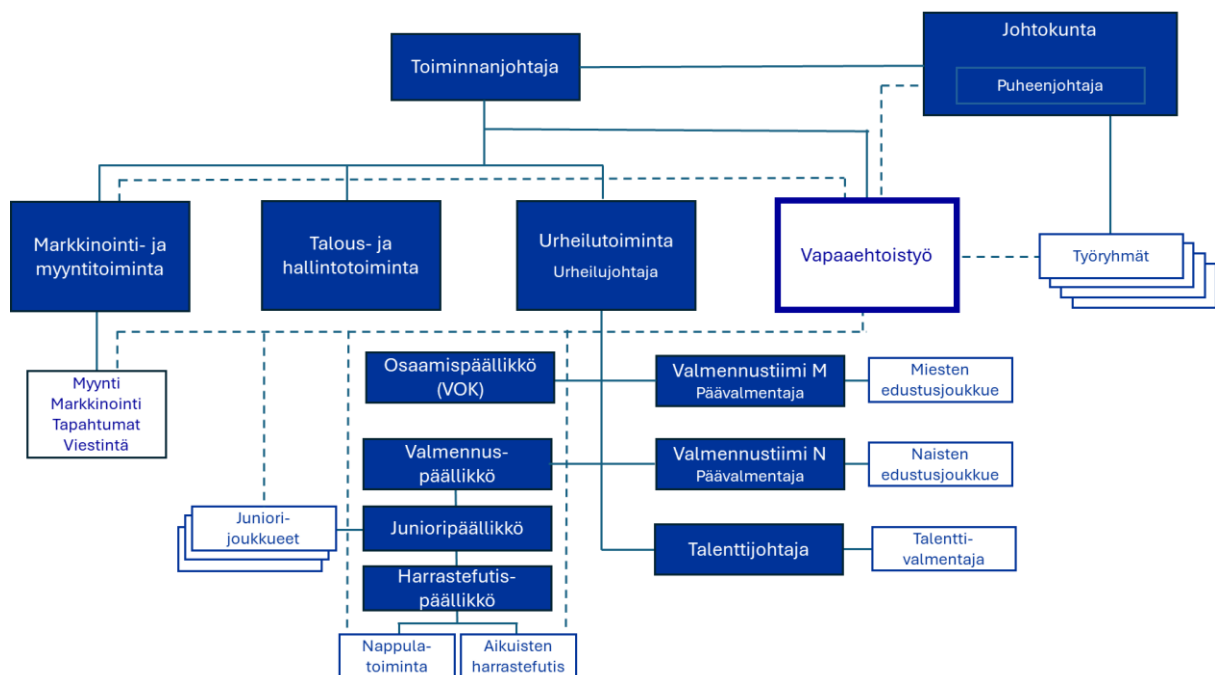 Johtokunta
Toiminnanjohtaja
Puheenjohtaja
Markkinointi- ja
myyntitoiminta
Talous- ja
hallintotoiminta
Urheilutoiminta
Urheilujohtaja
Vapaaehtoistyö
Työryhmät
Myynti
Markkinointi
Tapahtumat
Viestintä
Osaamispäällikkö
(VOK)
Valmennustiimi M
Päävalmentaja
Miesten
edustusjoukkue
Valmennus-
päällikkö
Valmennustiimi N
Päävalmentaja
Naisten
edustusjoukkue
Juniori-
joukkueet
Junioripäällikkö
Talenttijohtaja
Talentti-
valmentaja
Harrastefutis-
päällikkö
Nappula-
toiminta
Aikuisten
harrastefutis